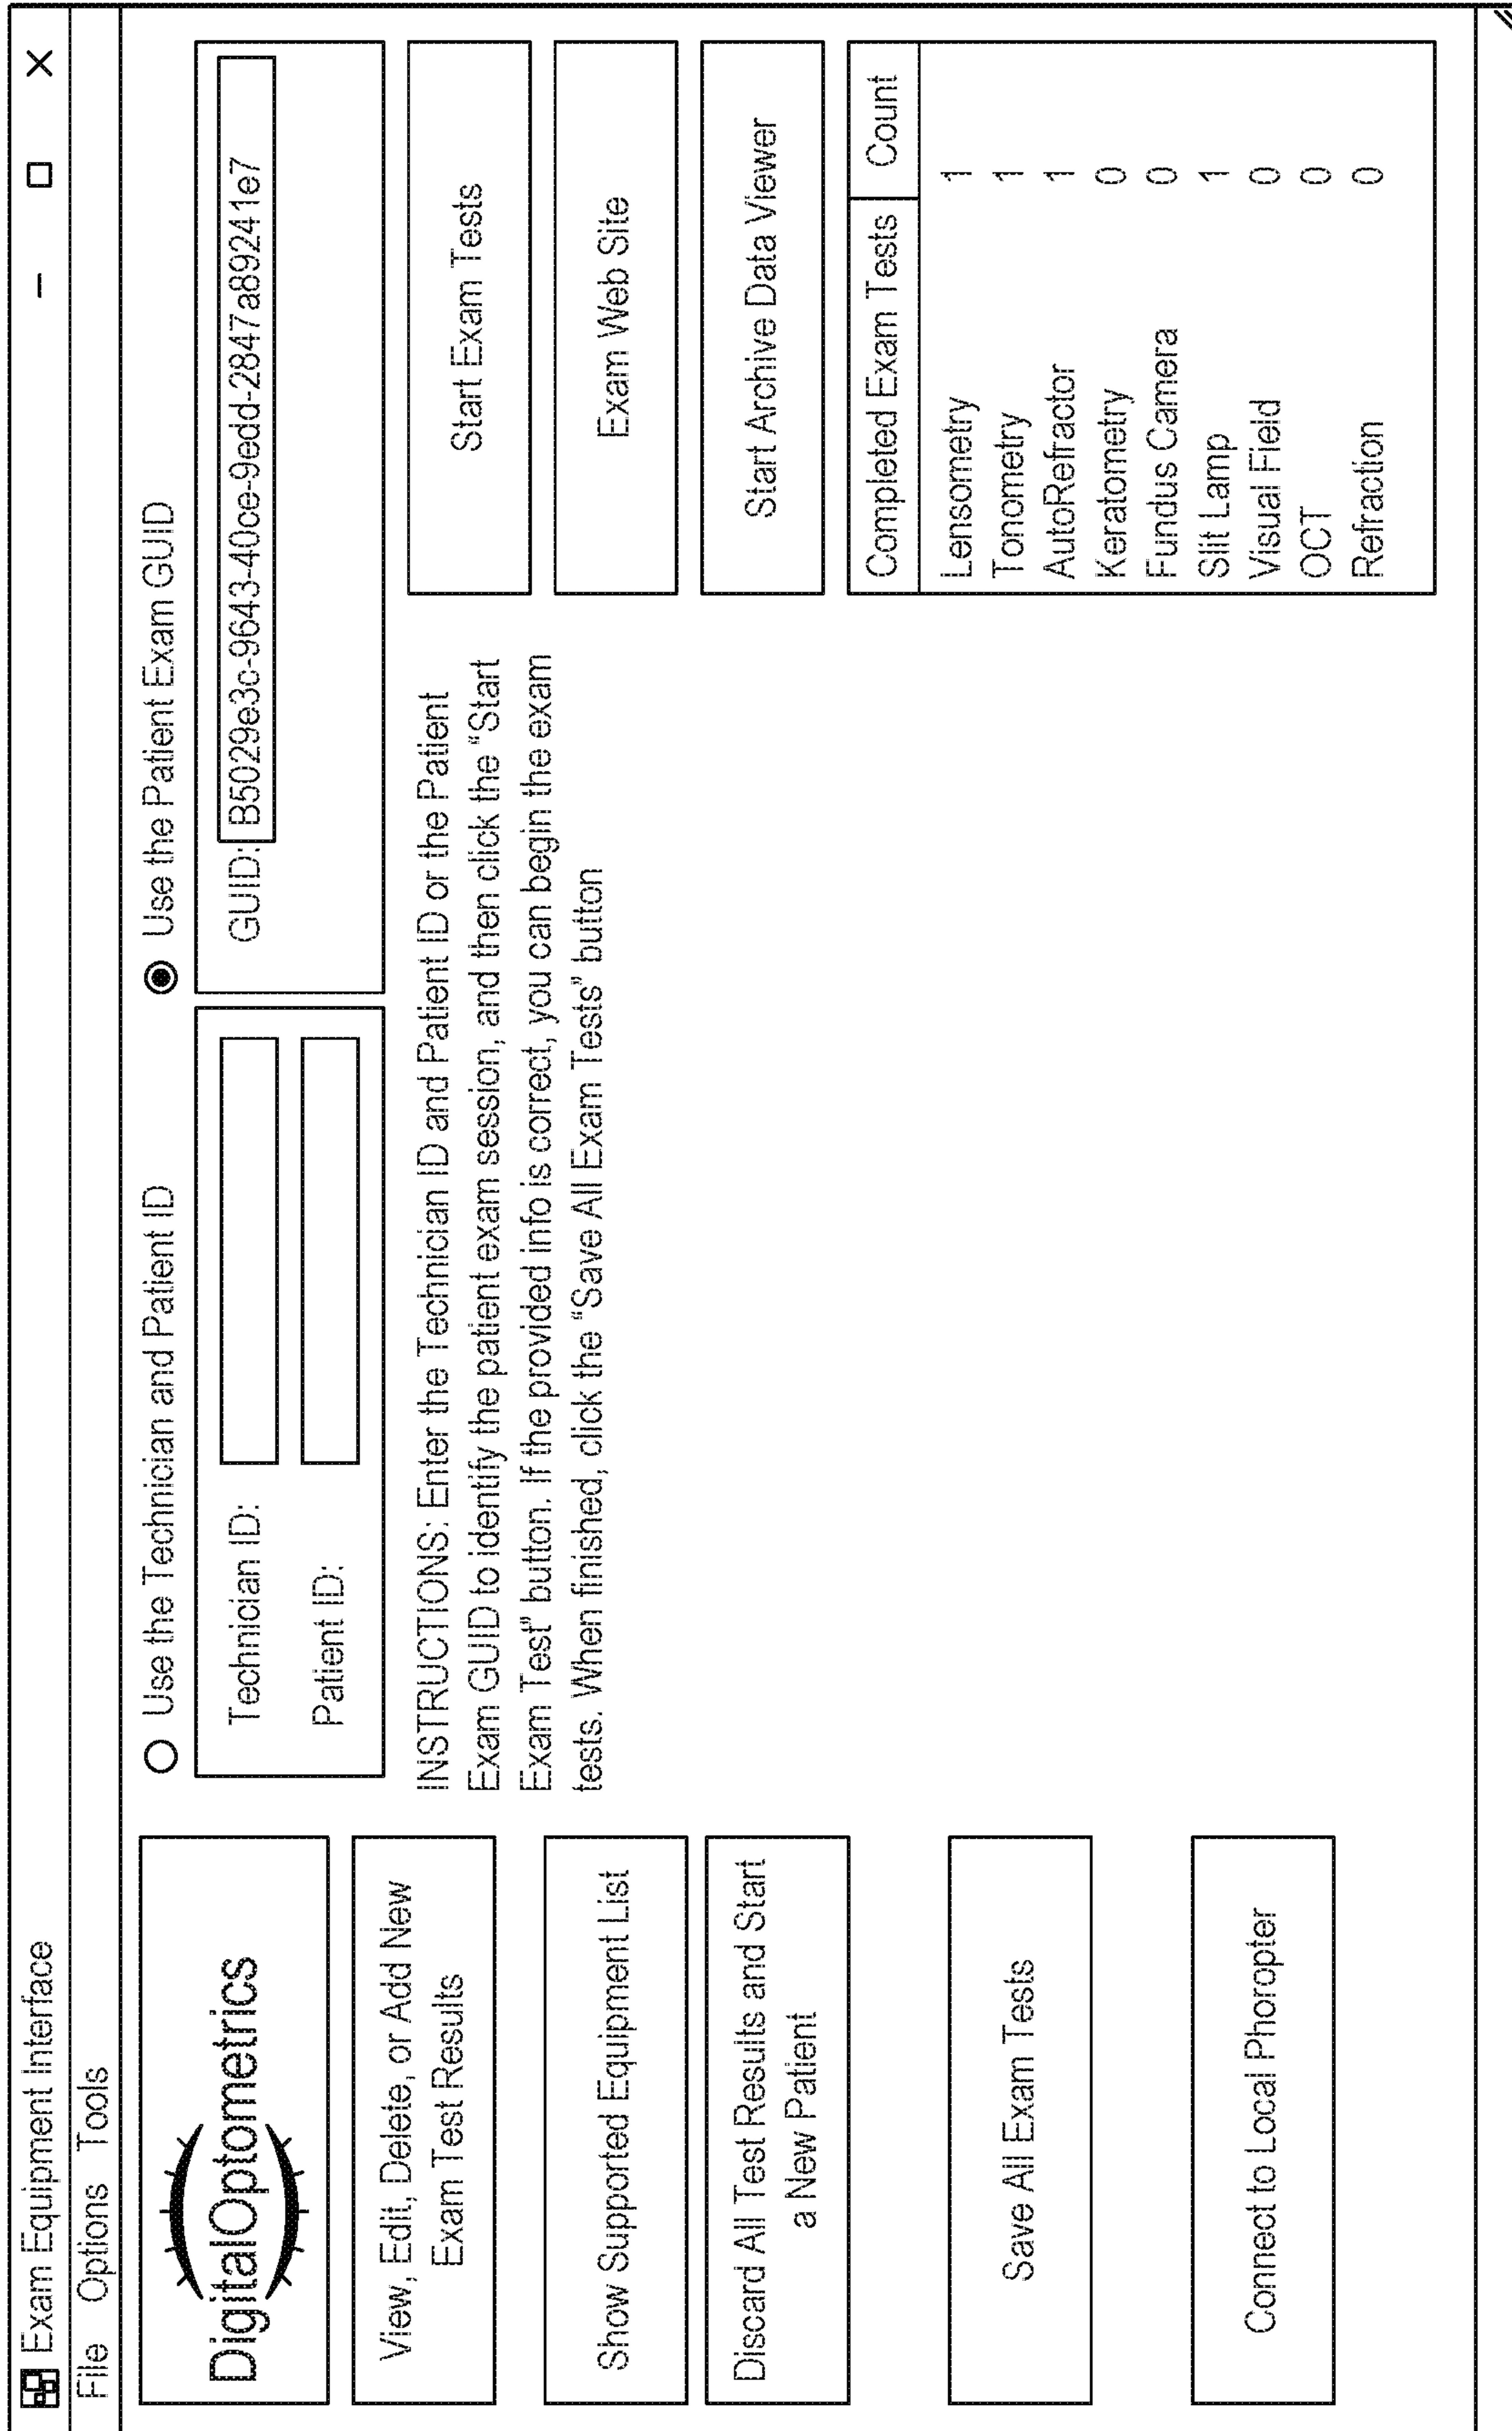 Exam Equipment Interface
File Options Tools
DigitalOptometrics
View, Edit, Delete, or Add New
Exam Test Results
Show Supported Equipment List
Discard All Test Results and Start
a New Patient
Save All Exam Tests
Connect to Local Phoropter
Use the Technician and Patient ID
Technician ID:
Patient ID:
Use the Patient Exam GUID
GUID: B5029e3c-9643-40ce-9edd-2847a89241e7
INSTRUCTIONS: Enter the Technician ID and Patient ID or the Patient
Exam GUID to identify the patient exam session, and then click the "Start
Exam Test" button. If the provided info is correct, you can begin the exam
tests. When finished, click the "Save All Exam Tests" button
Start Exam Tests
Exam Web Site
Start Archive Data Viewer
Completed Exam Tests Count
Lensometry 1
Tonometry 1
AutoRefractor 1
Keratometry 0
Fundus Camera 0
Slit Lamp 1
Visual Field 0
OCT 0
Refraction 0